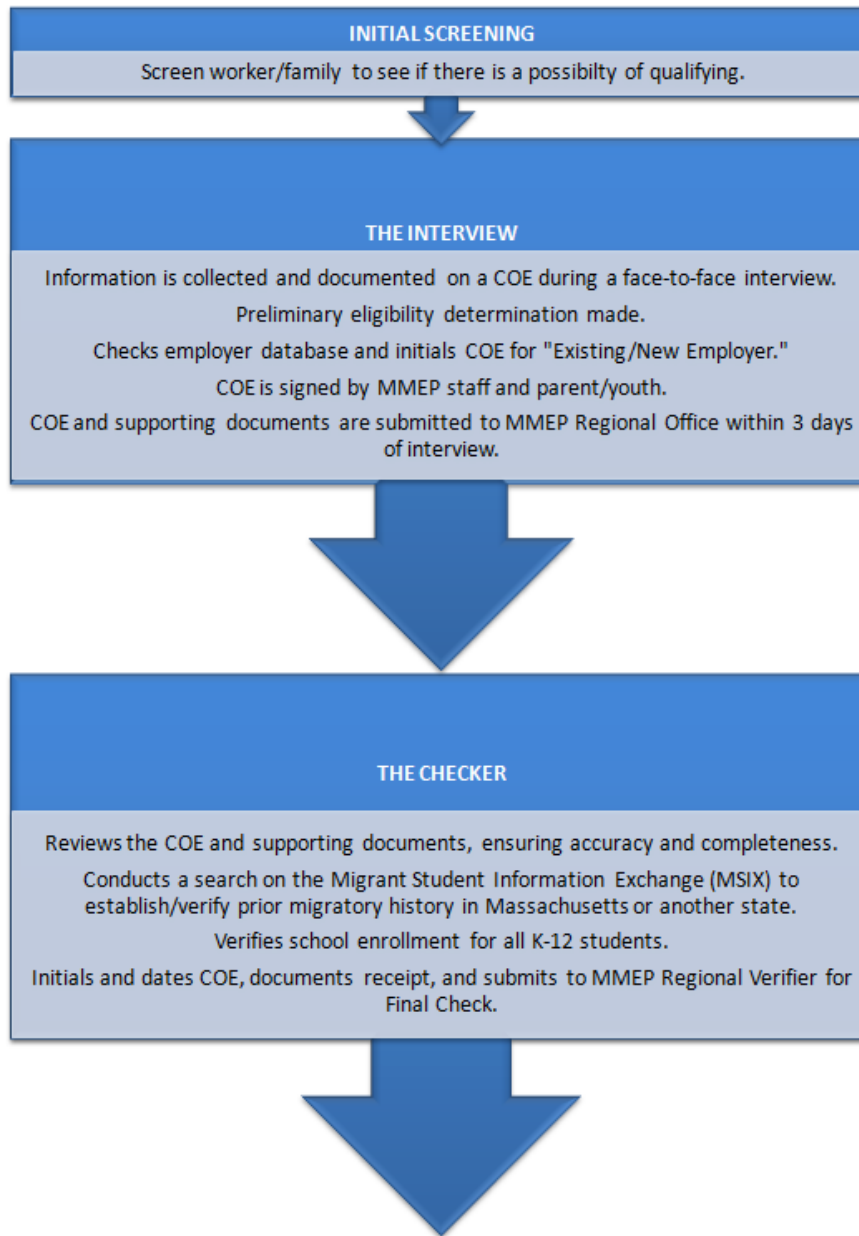 INITIAL SCREENING
Screen worker/family to see if there is a possibilty of qualifying.
THE INTERVIEW
Information is collected and documented on a COE during a face-to-face interview.
Preliminary eligibility determination made.
Checks employer database and initials COE for "Existing/New Employer."
COE is signed by MMEP staff and parent/youth.
COE and supporting documents are submitted to MMEP Regional Office within 3 days
of interview.
THE CHECKER
Reviews the COE and supporting documents, ensuring accuracy and completeness.
Conducts a search on the Migrant Student Information Exchange (MSIX) to
establish/verify prior migratory history in Massachusetts or another state.
Verifies school enrollment for all K-12 students.
Initials and dates COE, documents receipt, and submits to MMEP Regional Verifier for
Final Check.